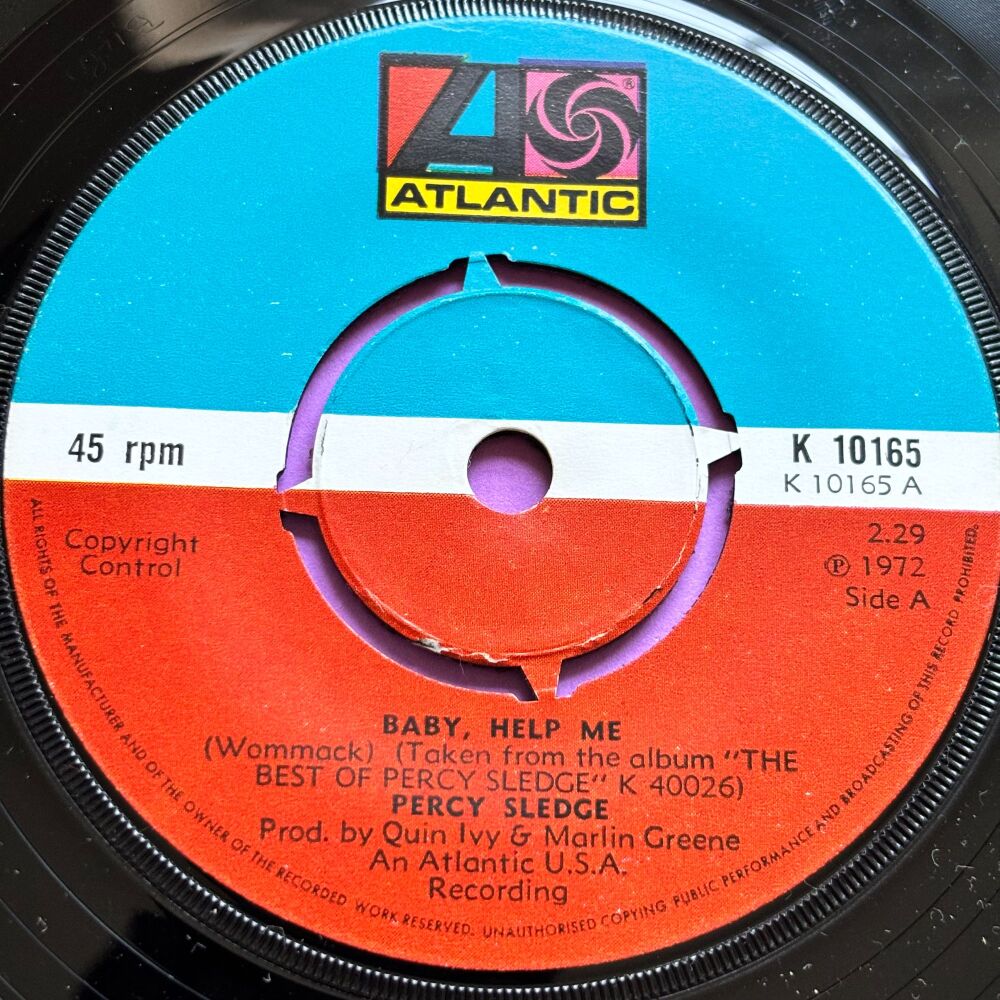 ATLANTIC
®
45 rpm
K 10165
K 10165 A
Copyright
Control
2.29
℗ 1972
Side A
BABY, HELP ME
(Wommack) (Taken from the album "THE
BEST OF PERCY SLEDGE" K 40026)
PERCY SLEDGE
Prod. by Quin Ivy & Marlin Greene
An Atlantic U.S.A.
Recording
ALL RIGHTS OF THE MANUFACTURER AND OF THE OWNER OF THE RECORDED WORK RESERVED. UNAUTHORISED COPYING PUBLIC PERFORMANCE AND BROADCASTING OF THIS RECORD PROHIBITED.